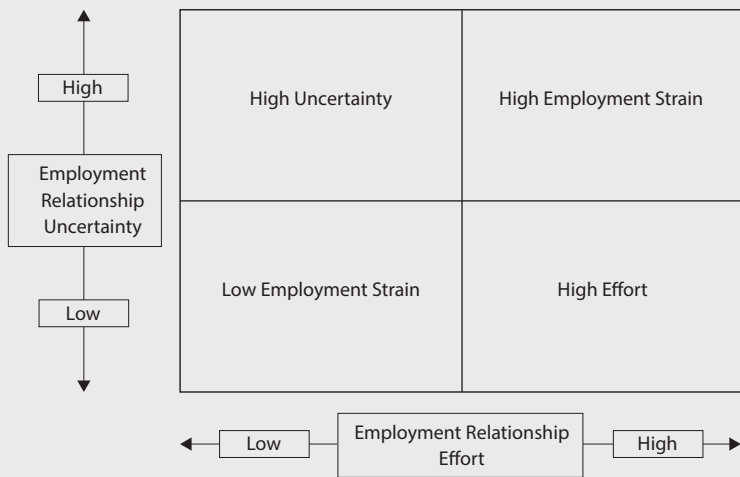 High
High Uncertainty
High Employment Strain
Employment
Relationship
Uncertainty
Low Employment Strain
High Effort
Low
Low
Employment Relationship
Effort
High